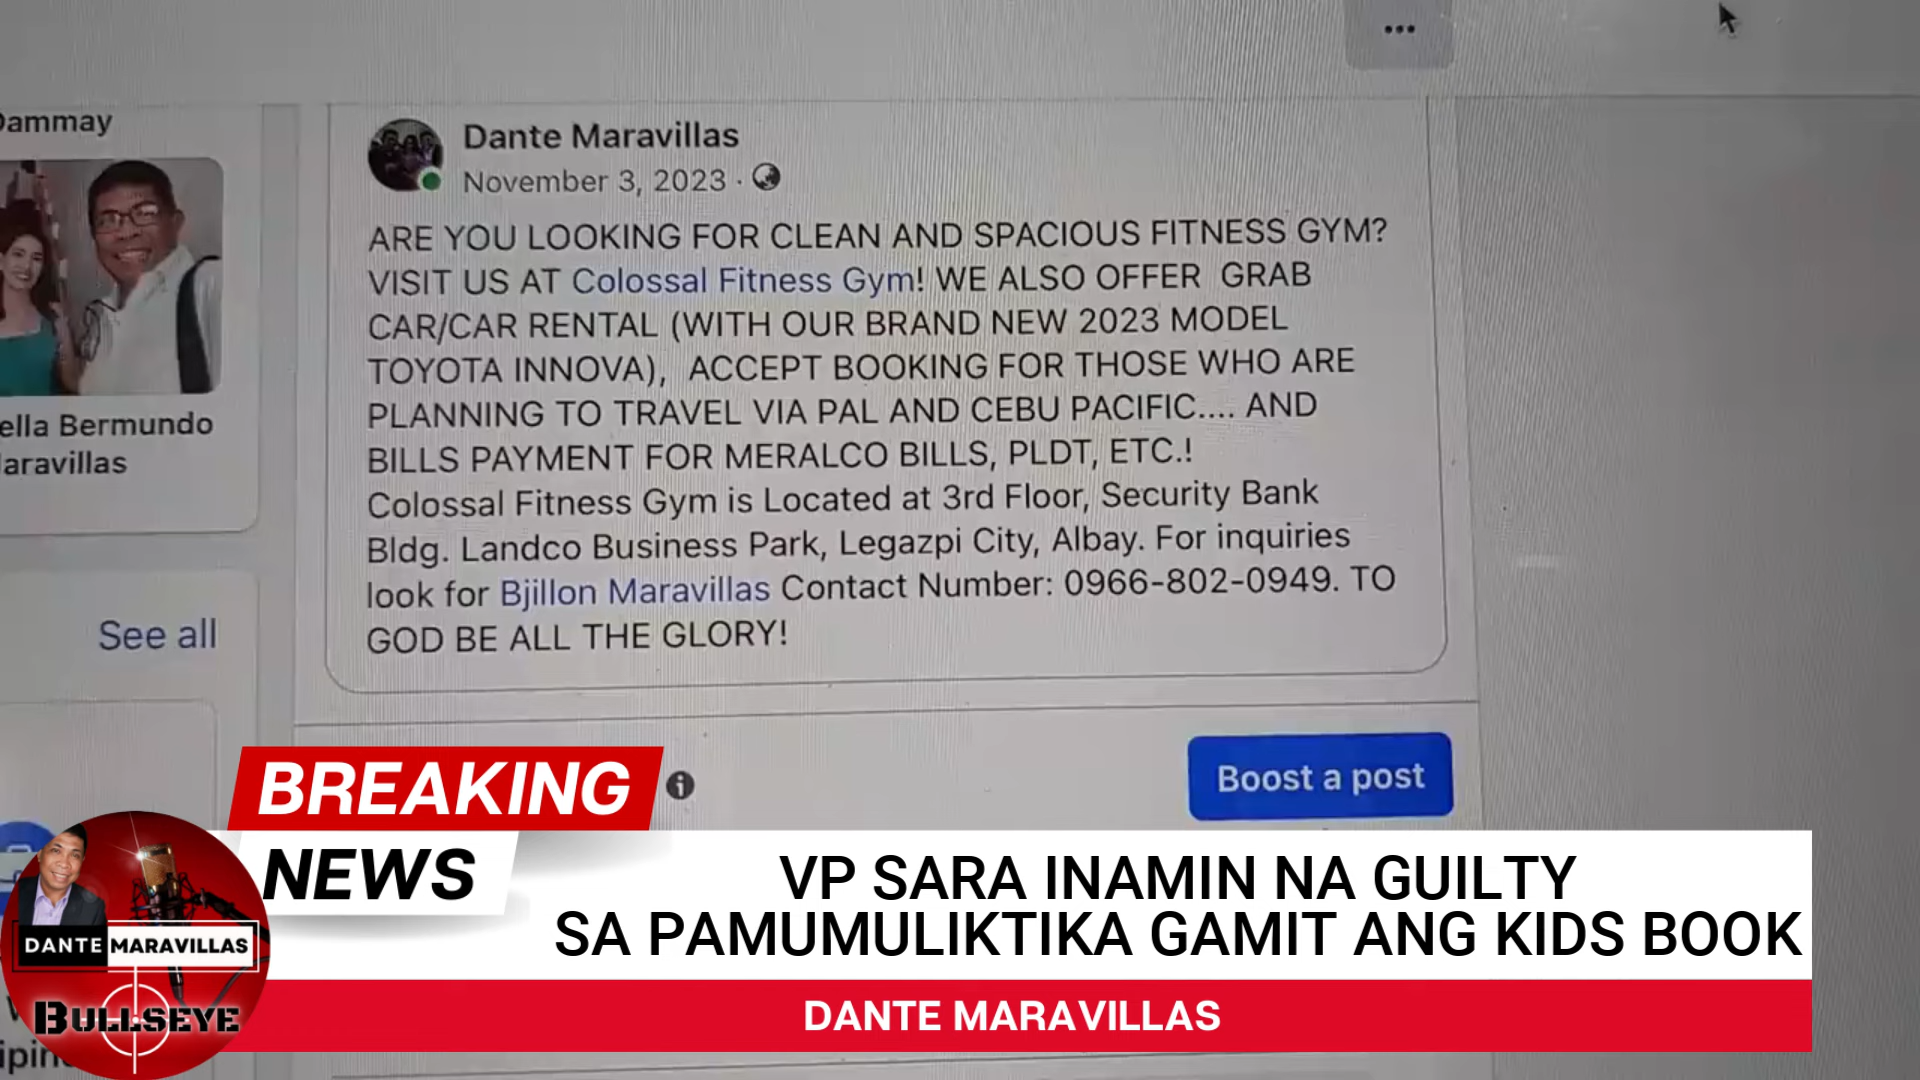 ...
Dammay
Dante Maravillas
November 3, 2023 ·
ARE YOU LOOKING FOR CLEAN AND SPACIOUS FITNESS GYM?
VISIT US AT Colossal Fitness Gym! WE ALSO OFFER GRAB
CAR/CAR RENTAL (WITH OUR BRAND NEW 2023 MODEL
TOYOTA INNOVA), ACCEPT BOOKING FOR THOSE WHO ARE
PLANNING TO TRAVEL VIA PAL AND CEBU PACIFIC.... AND
BILLS PAYMENT FOR MERALCO BILLS, PLDT, ETC.!
Colossal Fitness Gym is Located at 3rd Floor, Security Bank
Bldg. Landco Business Park, Legazpi City, Albay. For inquiries
look for Bjillon Maravillas Contact Number: 0966-802-0949. TO
GOD BE ALL THE GLORY!
ella Bermundo
aravillas
See all
Boost a post
BREAKING
NEWS
VP SARA INAMIN NA GUILTY
SA PAMUMULIKTIKA GAMIT ANG KIDS BOOK
DANTE MARAVILLAS
DANTE MARAVILLAS
BULLSEYE